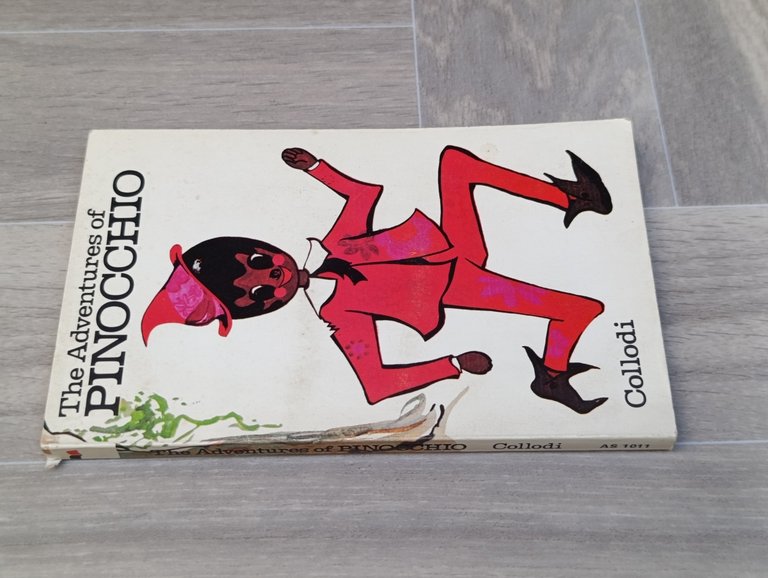 The Adventures of
PINOCCHIO
Collodi
The Adventures of PINOCCHIO Collodi AS 1011